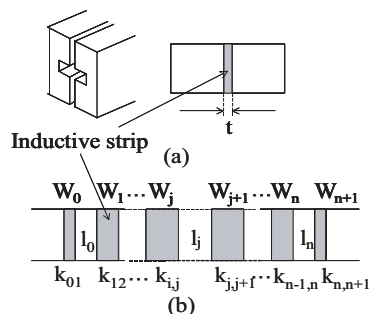 t
Inductive strip
(a)
W₀ W₁...Wⱼ Wⱼ₊₁...Wₙ Wₙ₊₁
l₀ lⱼ lₙ
k₀₁ k₁₂... kᵢ,ⱼ kⱼ,ⱼ₊₁...kₙ₋₁,ₙ kₙ,ₙ₊₁
(b)